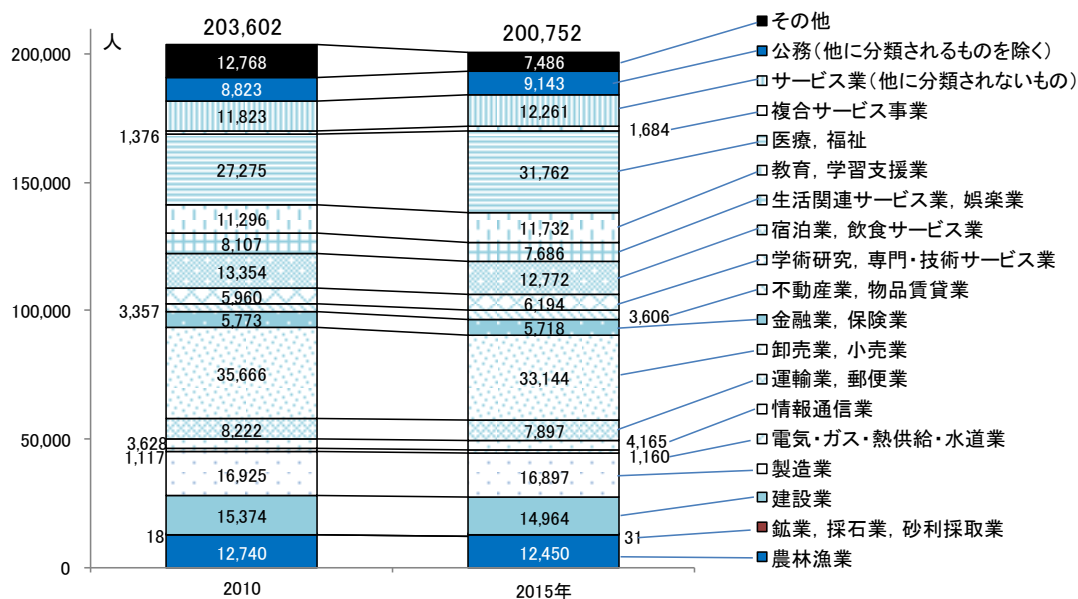 人
203,602
200,752
200,000
150,000
100,000
50,000
0
12,768
8,823
11,823
1,376
27,275
11,296
8,107
13,354
5,960
3,357
5,773
35,666
8,222
3,628
1,117
16,925
15,374
18
12,740
7,486
9,143
12,261
1,684
31,762
11,732
7,686
12,772
6,194
3,606
5,718
33,144
7,897
4,165
1,160
16,897
14,964
31
12,450
2010
2015年
その他
公務(他に分類されるものを除く)
サービス業(他に分類されないもの)
複合サービス事業
医療, 福祉
教育, 学習支援業
生活関連サービス業, 娯楽業
宿泊業, 飲食サービス業
学術研究, 専門・技術サービス業
不動産業, 物品賃貸業
金融業, 保険業
卸売業, 小売業
運輸業, 郵便業
情報通信業
電気・ガス・熱供給・水道業
製造業
建設業
鉱業, 採石業, 砂利採取業
農林漁業